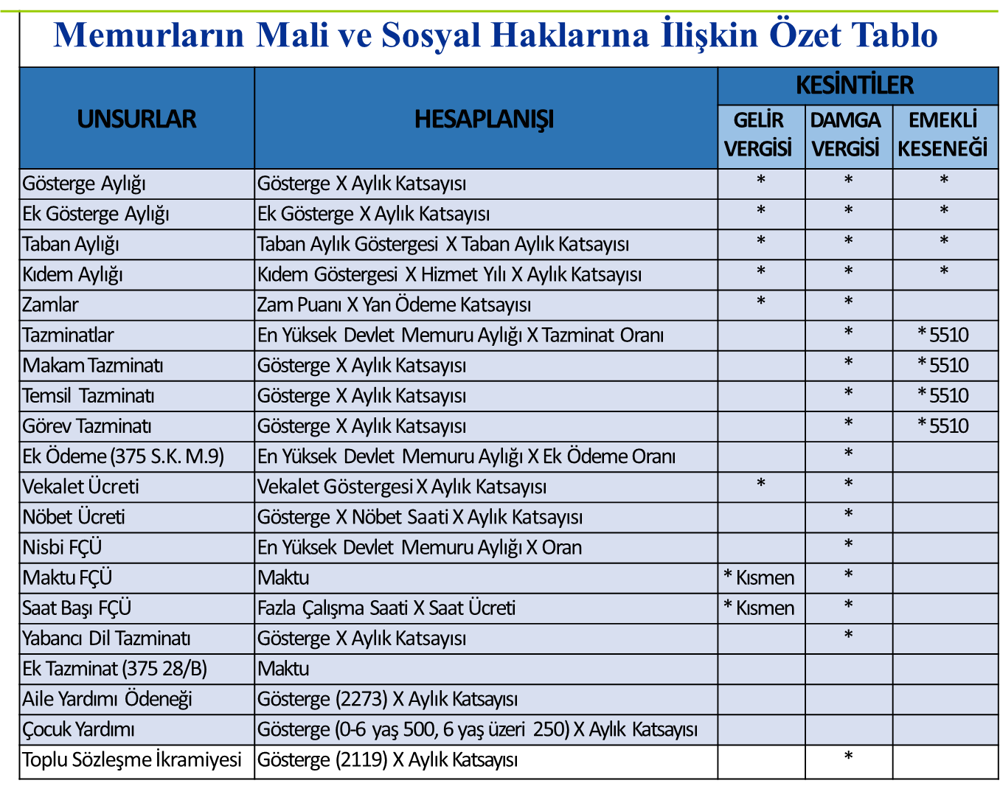 Memurların Mali ve Sosyal Haklarına İlişkin Özet Tablo
UNSURLAR HESAPLANIŞI KESİNTİLER
GELİR VERGİSİ DAMGA VERGİSİ EMEKLİ KESENEĞİ
Gösterge Aylığı Gösterge X Aylık Katsayısı * * *
Ek Gösterge Aylığı Ek Gösterge X Aylık Katsayısı * * *
Taban Aylığı Taban Aylık Göstergesi X Taban Aylık Katsayısı * * *
Kıdem Aylığı Kıdem Göstergesi X Hizmet Yılı X Aylık Katsayısı * * *
Zamlar Zam Puanı X Yan Ödeme Katsayısı * *
Tazminatlar En Yüksek Devlet Memuru Aylığı X Tazminat Oranı * * 5510
Makam Tazminatı Gösterge X Aylık Katsayısı * * 5510
Temsil Tazminatı Gösterge X Aylık Katsayısı * * 5510
Görev Tazminatı Gösterge X Aylık Katsayısı * * 5510
Ek Ödeme (375 S.K. M.9) En Yüksek Devlet Memuru Aylığı X Ek Ödeme Oranı *
Vekalet Ücreti Vekalet Göstergesi X Aylık Katsayısı * *
Nöbet Ücreti Gösterge X Nöbet Saati X Aylık Katsayısı *
Nisbi FÇÜ En Yüksek Devlet Memuru Aylığı X Oran *
Maktu FÇÜ Maktu * Kısmen *
Saat Başı FÇÜ Fazla Çalışma Saati X Saat Ücreti * Kısmen *
Yabancı Dil Tazminatı Gösterge X Aylık Katsayısı *
Ek Tazminat (375 28/B) Maktu
Aile Yardımı Ödeneği Gösterge (2273) X Aylık Katsayısı
Çocuk Yardımı Gösterge (0-6 yaş 500, 6 yaş üzeri 250) X Aylık Katsayısı
Toplu Sözleşme İkramiyesi Gösterge (2119) X Aylık Katsayısı *